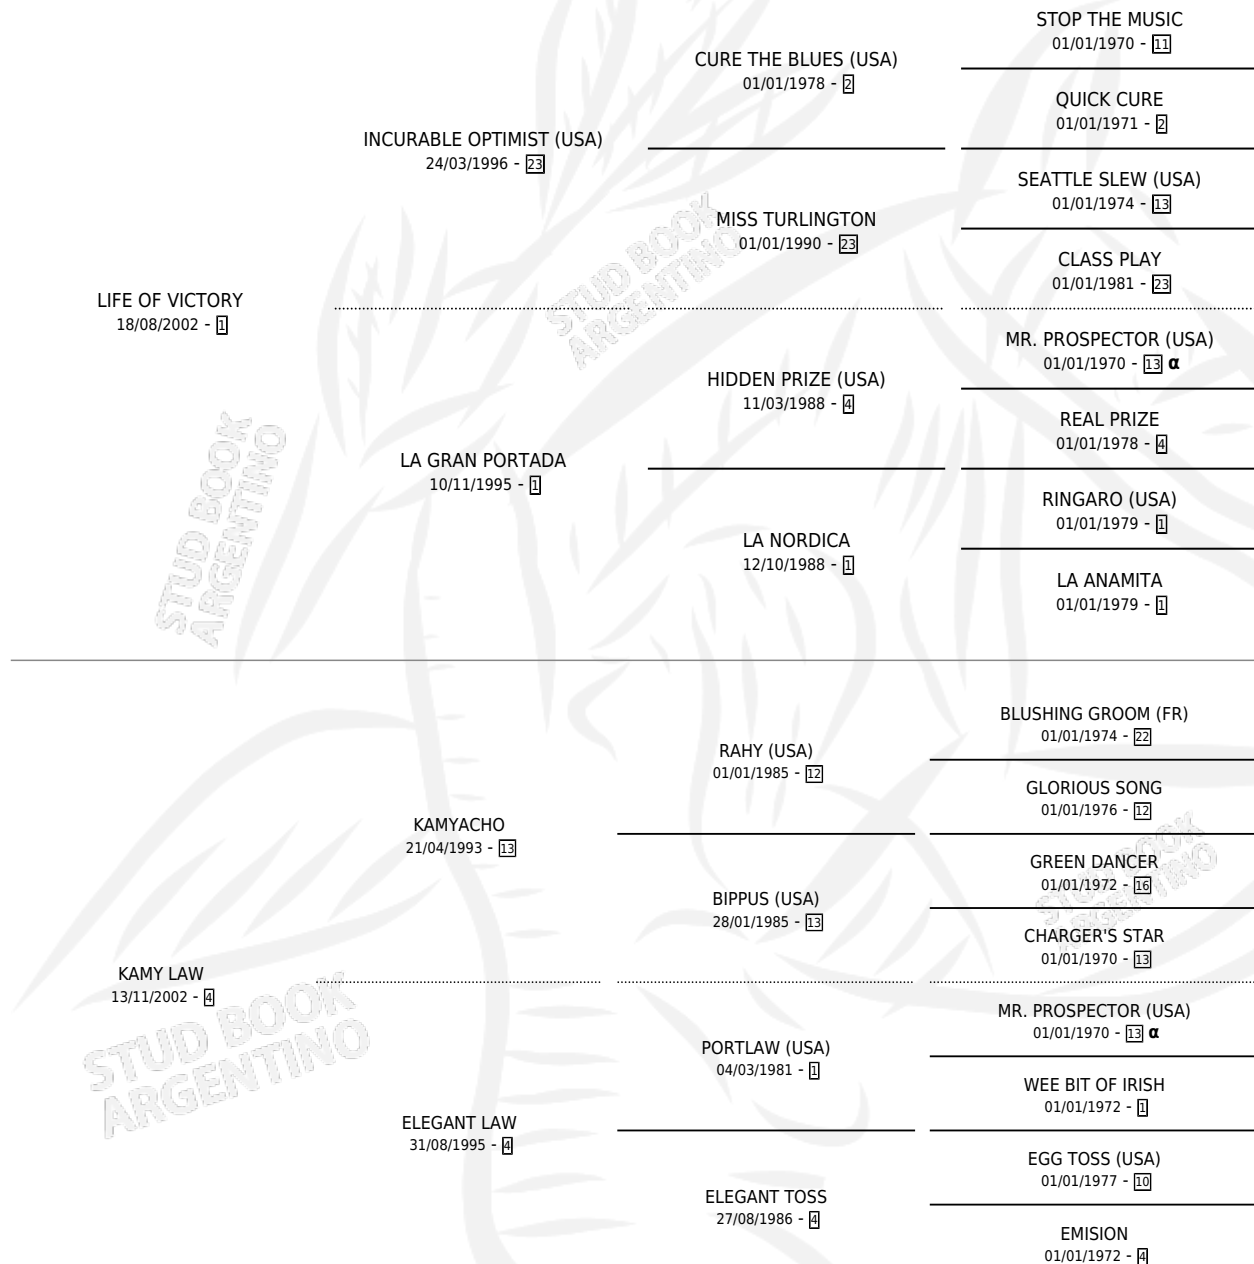 STOP THE MUSIC
01/01/1970 - 11
CURE THE BLUES (USA)
01/01/1978 - 2
QUICK CURE
01/01/1971 - 2
INCURABLE OPTIMIST (USA)
24/03/1996 - 23
SEATTLE SLEW (USA)
01/01/1974 - 13
MISS TURLINGTON
01/01/1990 - 23
CLASS PLAY
01/01/1981 - 23
LIFE OF VICTORY
18/08/2002 - 1
MR. PROSPECTOR (USA)
01/01/1970 - 13 α
HIDDEN PRIZE (USA)
11/03/1988 - 4
REAL PRIZE
01/01/1978 - 4
LA GRAN PORTADA
10/11/1995 - 1
RINGARO (USA)
01/01/1979 - 1
LA NORDICA
12/10/1988 - 1
LA ANAMITA
01/01/1979 - 1
BLUSHING GROOM (FR)
01/01/1974 - 22
RAHY (USA)
01/01/1985 - 12
GLORIOUS SONG
01/01/1976 - 12
KAMYACHO
21/04/1993 - 13
GREEN DANCER
01/01/1972 - 16
BIPPUS (USA)
28/01/1985 - 13
CHARGER'S STAR
01/01/1970 - 13
KAMY LAW
13/11/2002 - 4
MR. PROSPECTOR (USA)
01/01/1970 - 13 α
PORTLAW (USA)
04/03/1981 - 1
WEE BIT OF IRISH
01/01/1972 - 1
ELEGANT LAW
31/08/1995 - 4
EGG TOSS (USA)
01/01/1977 - 10
ELEGANT TOSS
27/08/1986 - 4
EMISION
01/01/1972 - 4
STUD BOOK
ARGENTINO
STUD BOOK
ARGENTINO
STUD BOOK
ARGENTINO
STUD BOOK
ARGENTINO